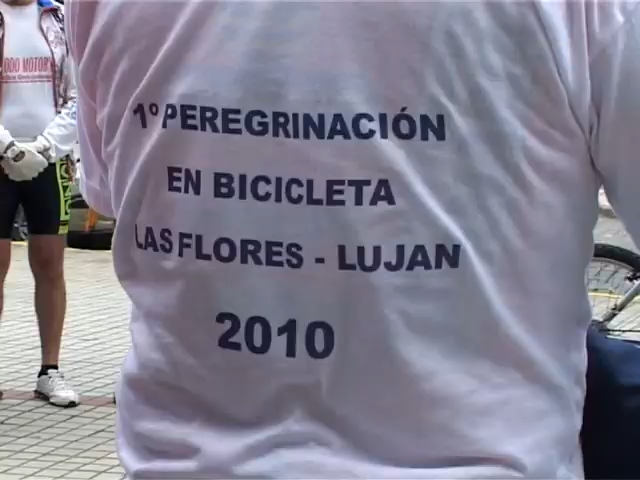 1º PEREGRINACIÓN
EN BICICLETA
LAS FLORES - LUJAN
2010